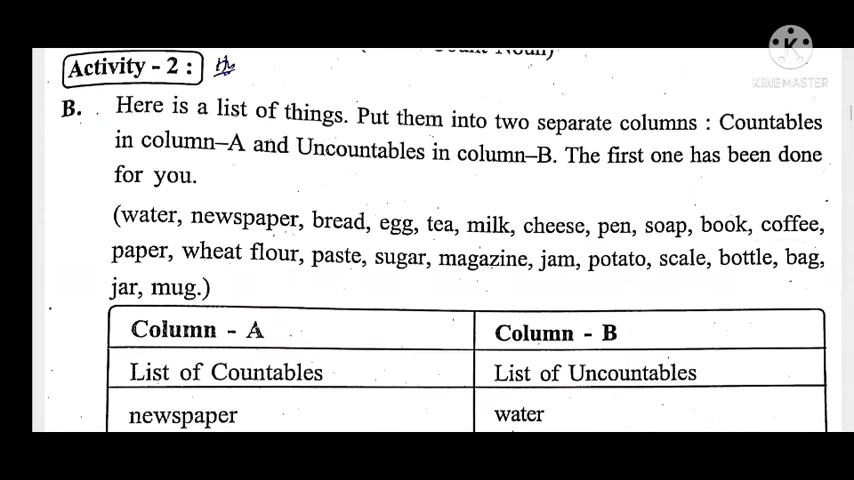 Count Noun)
Activity - 2 :
KINEMASTER
B. Here is a list of things. Put them into two separate columns : Countables
in column–A and Uncountables in column–B. The first one has been done
for you.
(water, newspaper, bread, egg, tea, milk, cheese, pen, soap, book, coffee,
paper, wheat flour, paste, sugar, magazine, jam, potato, scale, bottle, bag,
jar, mug.)
Column - A Column - B
List of Countables List of Uncountables
newspaper water